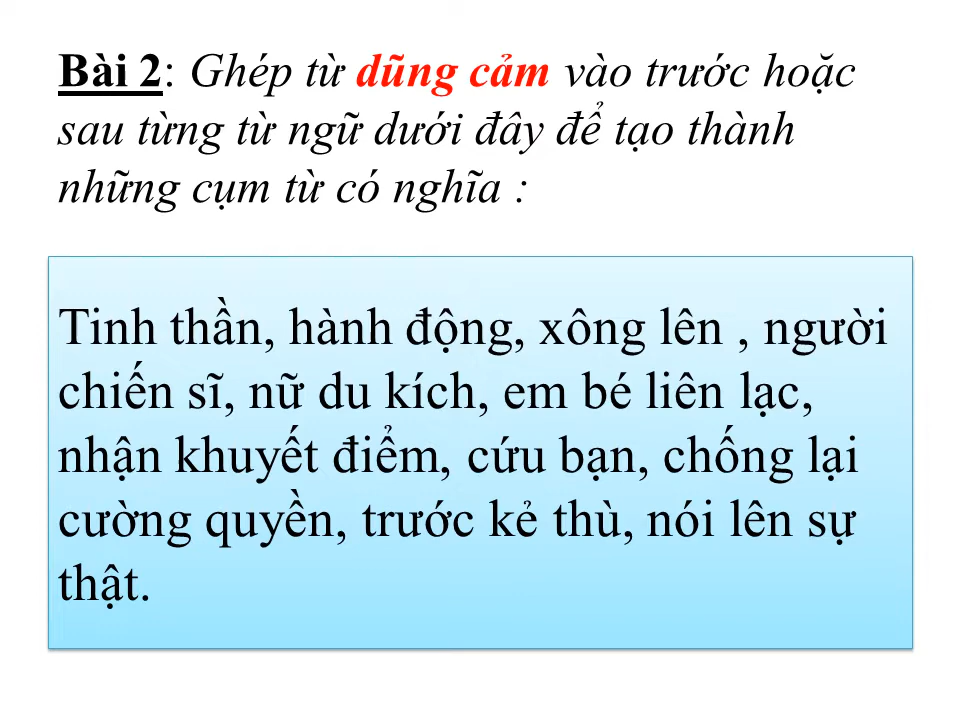 Bài 2: Ghép từ dũng cảm vào trước hoặc
sau từng từ ngữ dưới đây để tạo thành
những cụm từ có nghĩa :
Tinh thần, hành động, xông lên , người
chiến sĩ, nữ du kích, em bé liên lạc,
nhận khuyết điểm, cứu bạn, chống lại
cường quyền, trước kẻ thù, nói lên sự
thật.